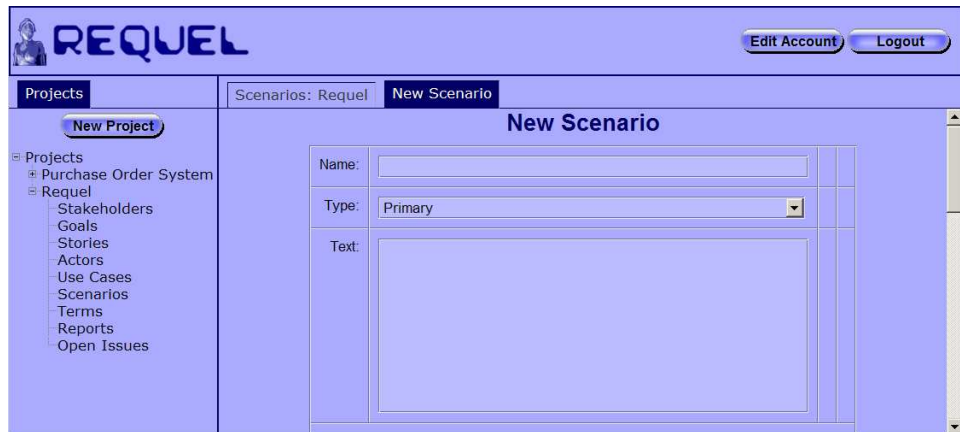 REQUEL
Edit Account
Logout
Projects
Scenarios: Requel
New Scenario
New Project
Projects
Purchase Order System
Requel
Stakeholders
Goals
Stories
Actors
Use Cases
Scenarios
Terms
Reports
Open Issues
New Scenario
Name:
Type:
Primary
Text: